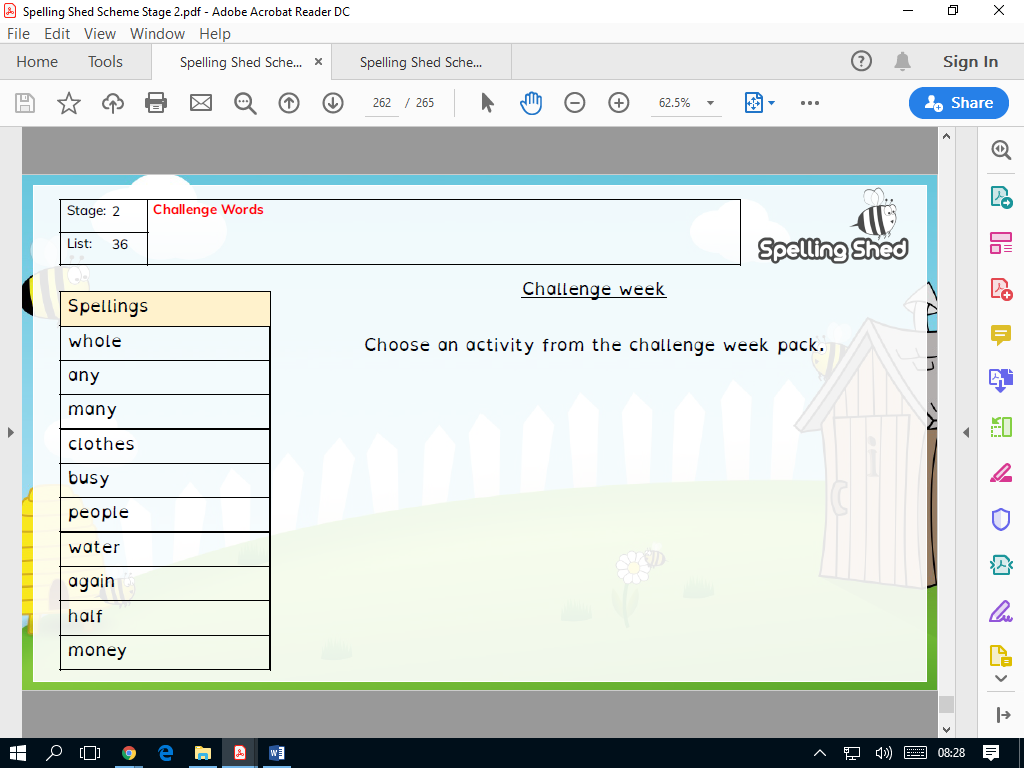 Spelling Shed Scheme Stage 2.pdf - Adobe Acrobat Reader DC
File Edit View Window Help
Home Tools Spelling Shed Sche... × Spelling Shed Sche... Sign In
262 / 265 62.5% Share
Stage: 2 Challenge Words
List: 36
Spelling Shed
Challenge week
Choose an activity from the challenge week pack.
Spellings
whole
any
many
clothes
busy
people
water
again
half
money
08:28